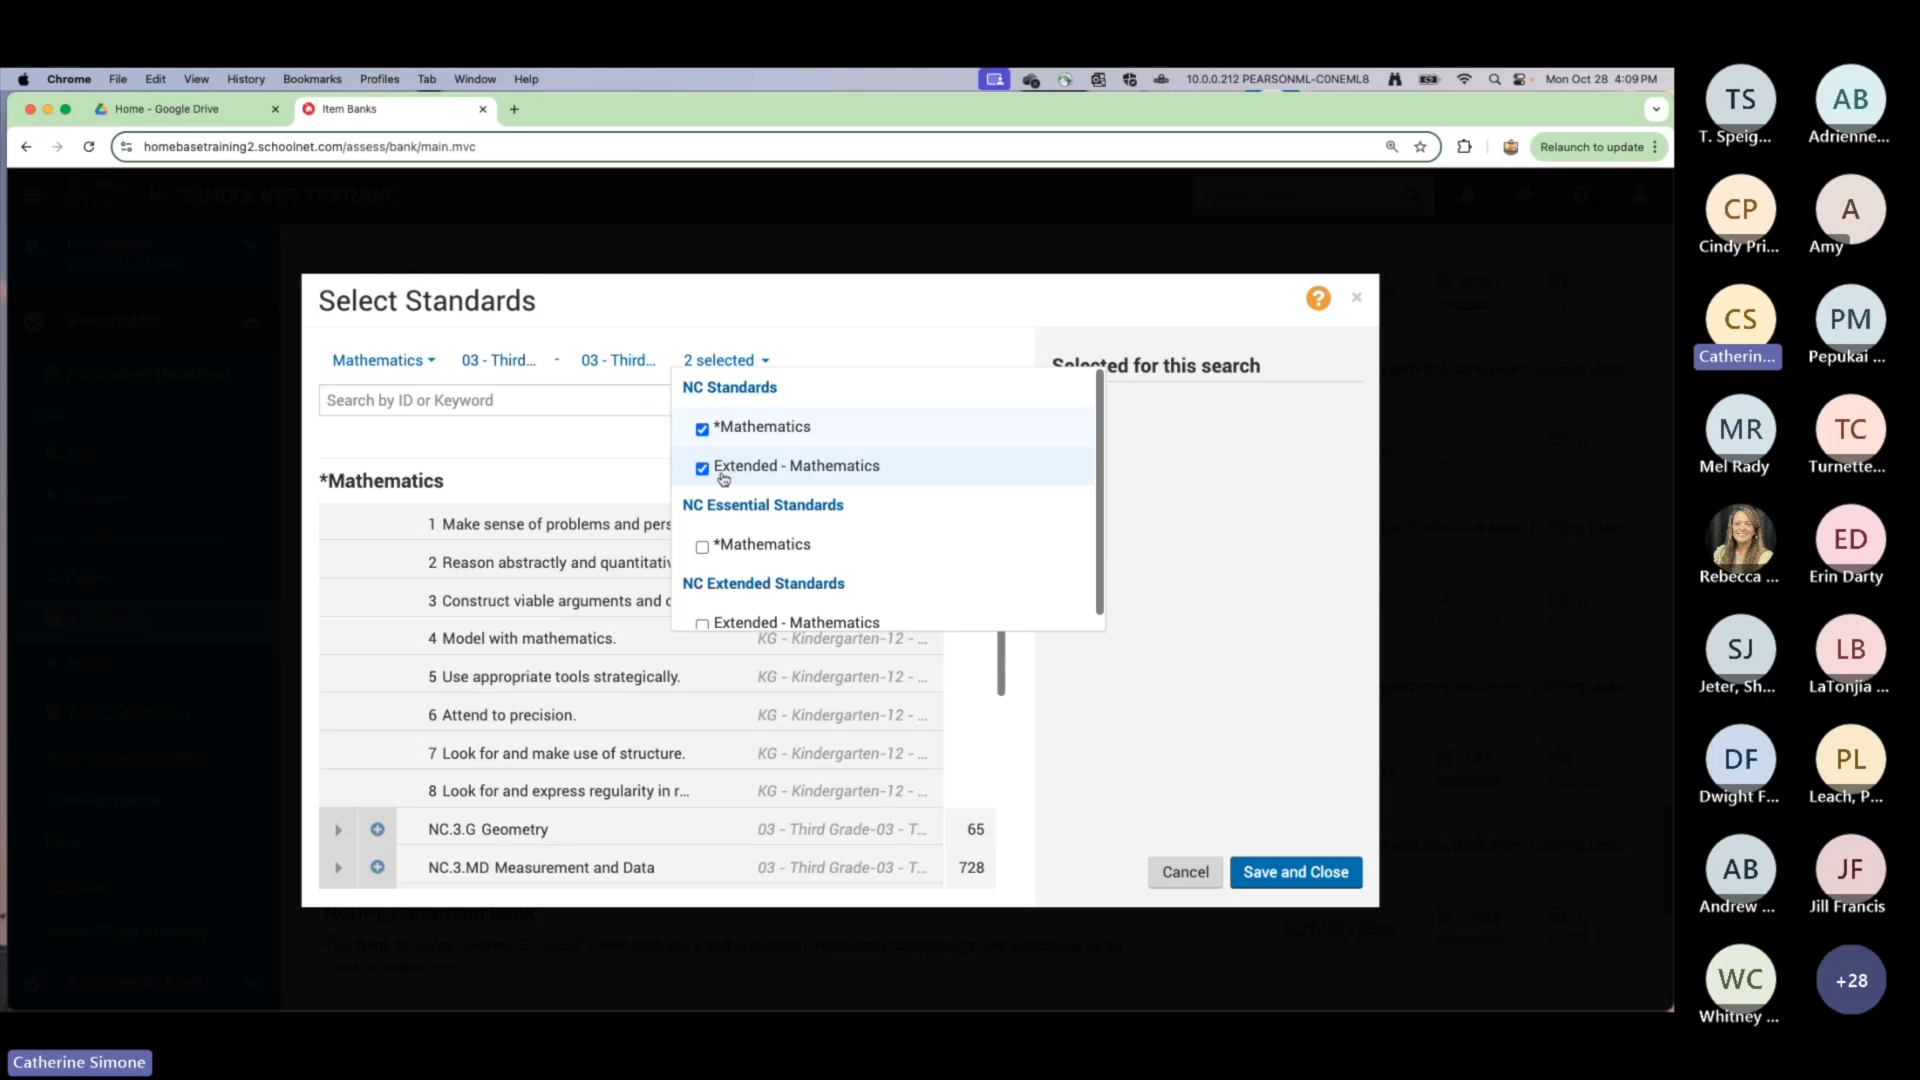 Chrome File Edit View History Bookmarks Profiles Tab Window Help
10.0.0.212 PEARSONML-C0NEML8 Mon Oct 28 4:09 PM
Home - Google Drive
Item Banks
homebasetraining2.schoolnet.com/assess/bank/main.mvc
Relaunch to update
NC SCHOOLNET TRAINING
Select Standards
Mathematics 03 - Third... - 03 - Third... 2 selected
Search by ID or Keyword
NC Standards
*Mathematics
Extended - Mathematics
NC Essential Standards
*Mathematics
NC Extended Standards
Extended - Mathematics
Selected for this search
*Mathematics
1 Make sense of problems and pers
2 Reason abstractly and quantitativ
3 Construct viable arguments and c
4 Model with mathematics. KG - Kindergarten-12 - ...
5 Use appropriate tools strategically. KG - Kindergarten-12 - ...
6 Attend to precision. KG - Kindergarten-12 - ...
7 Look for and make use of structure. KG - Kindergarten-12 - ...
8 Look for and express regularity in r... KG - Kindergarten-12 - ...
NC.3.G Geometry 03 - Third Grade-03 - T... 65
NC.3.MD Measurement and Data 03 - Third Grade-03 - T... 728
Cancel
Save and Close
TS
T. Speig...
AB
Adrienne...
CP
Cindy Pri...
A
Amy
CS
Catherin...
PM
Pepukai ...
MR
Mel Rady
TC
Turnette...
Rebecca ...
ED
Erin Darty
SJ
Jeter, Sh...
LB
LaTonjia ...
DF
Dwight F...
PL
Leach, P...
AB
Andrew ...
JF
Jill Francis
WC
Whitney ...
+28
Catherine Simone